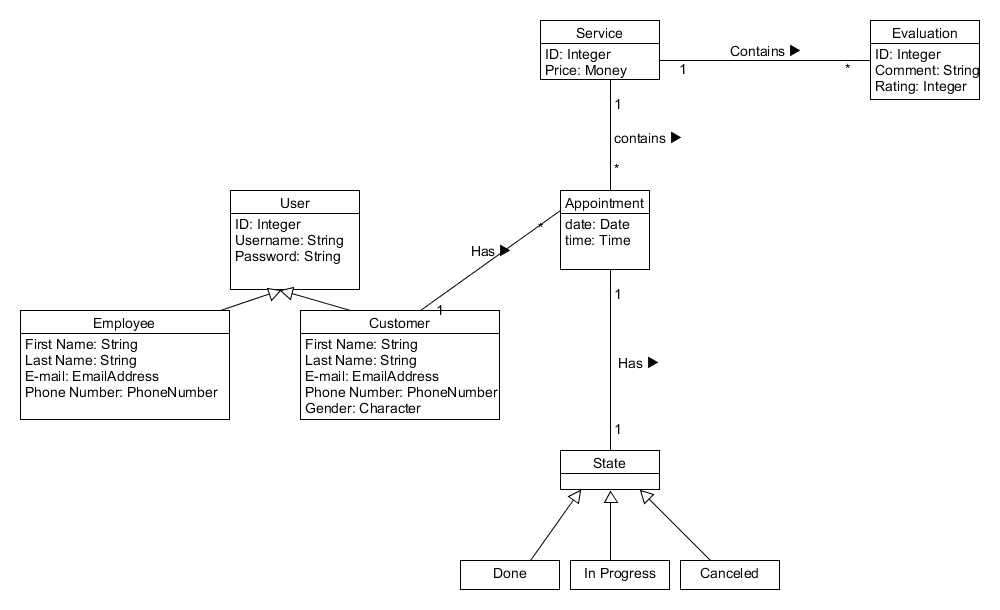 Service
ID: Integer
Price: Money
Contains ▶
1
*
Evaluation
ID: Integer
Comment: String
Rating: Integer
1
contains ▶
*
User
ID: Integer
Username: String
Password: String
Appointment
date: Date
time: Time
*
Has ▶
1
Employee
First Name: String
Last Name: String
E-mail: EmailAddress
Phone Number: PhoneNumber
Customer
First Name: String
Last Name: String
E-mail: EmailAddress
Phone Number: PhoneNumber
Gender: Character
1
Has ▶
1
State
Done
In Progress
Canceled